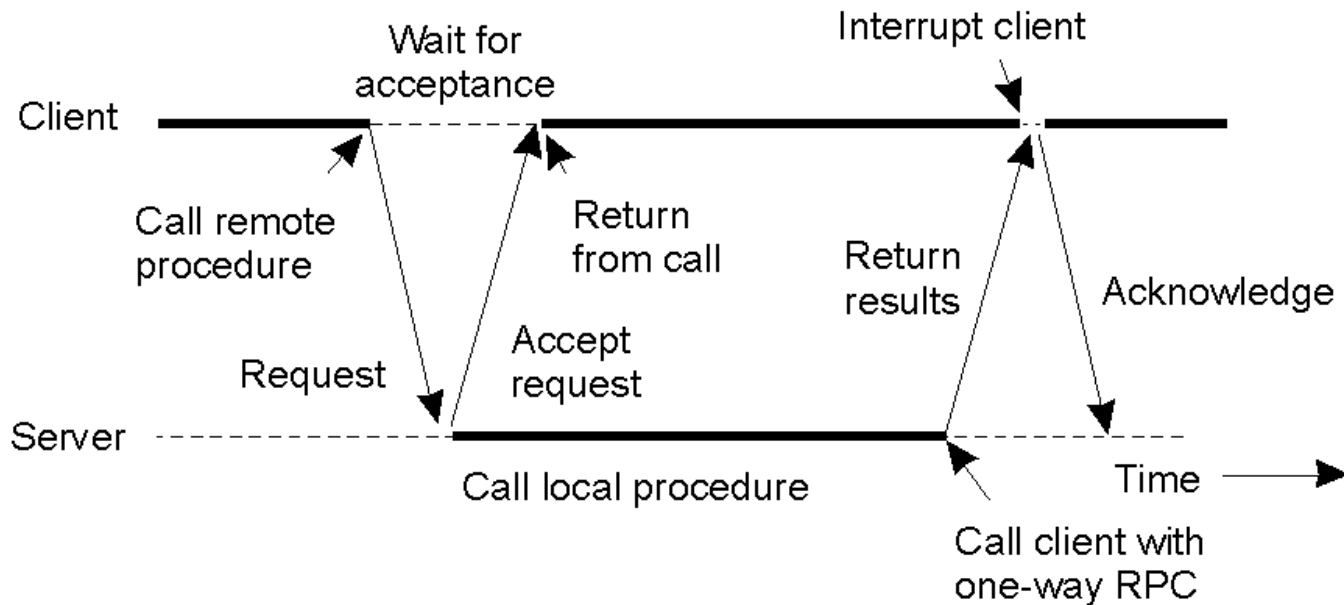 Interrupt client
Wait for
acceptance
Client
Call remote
procedure
Return
from call
Return
results
Acknowledge
Request
Accept
request
Server
Call local procedure
Time
Call client with
one-way RPC